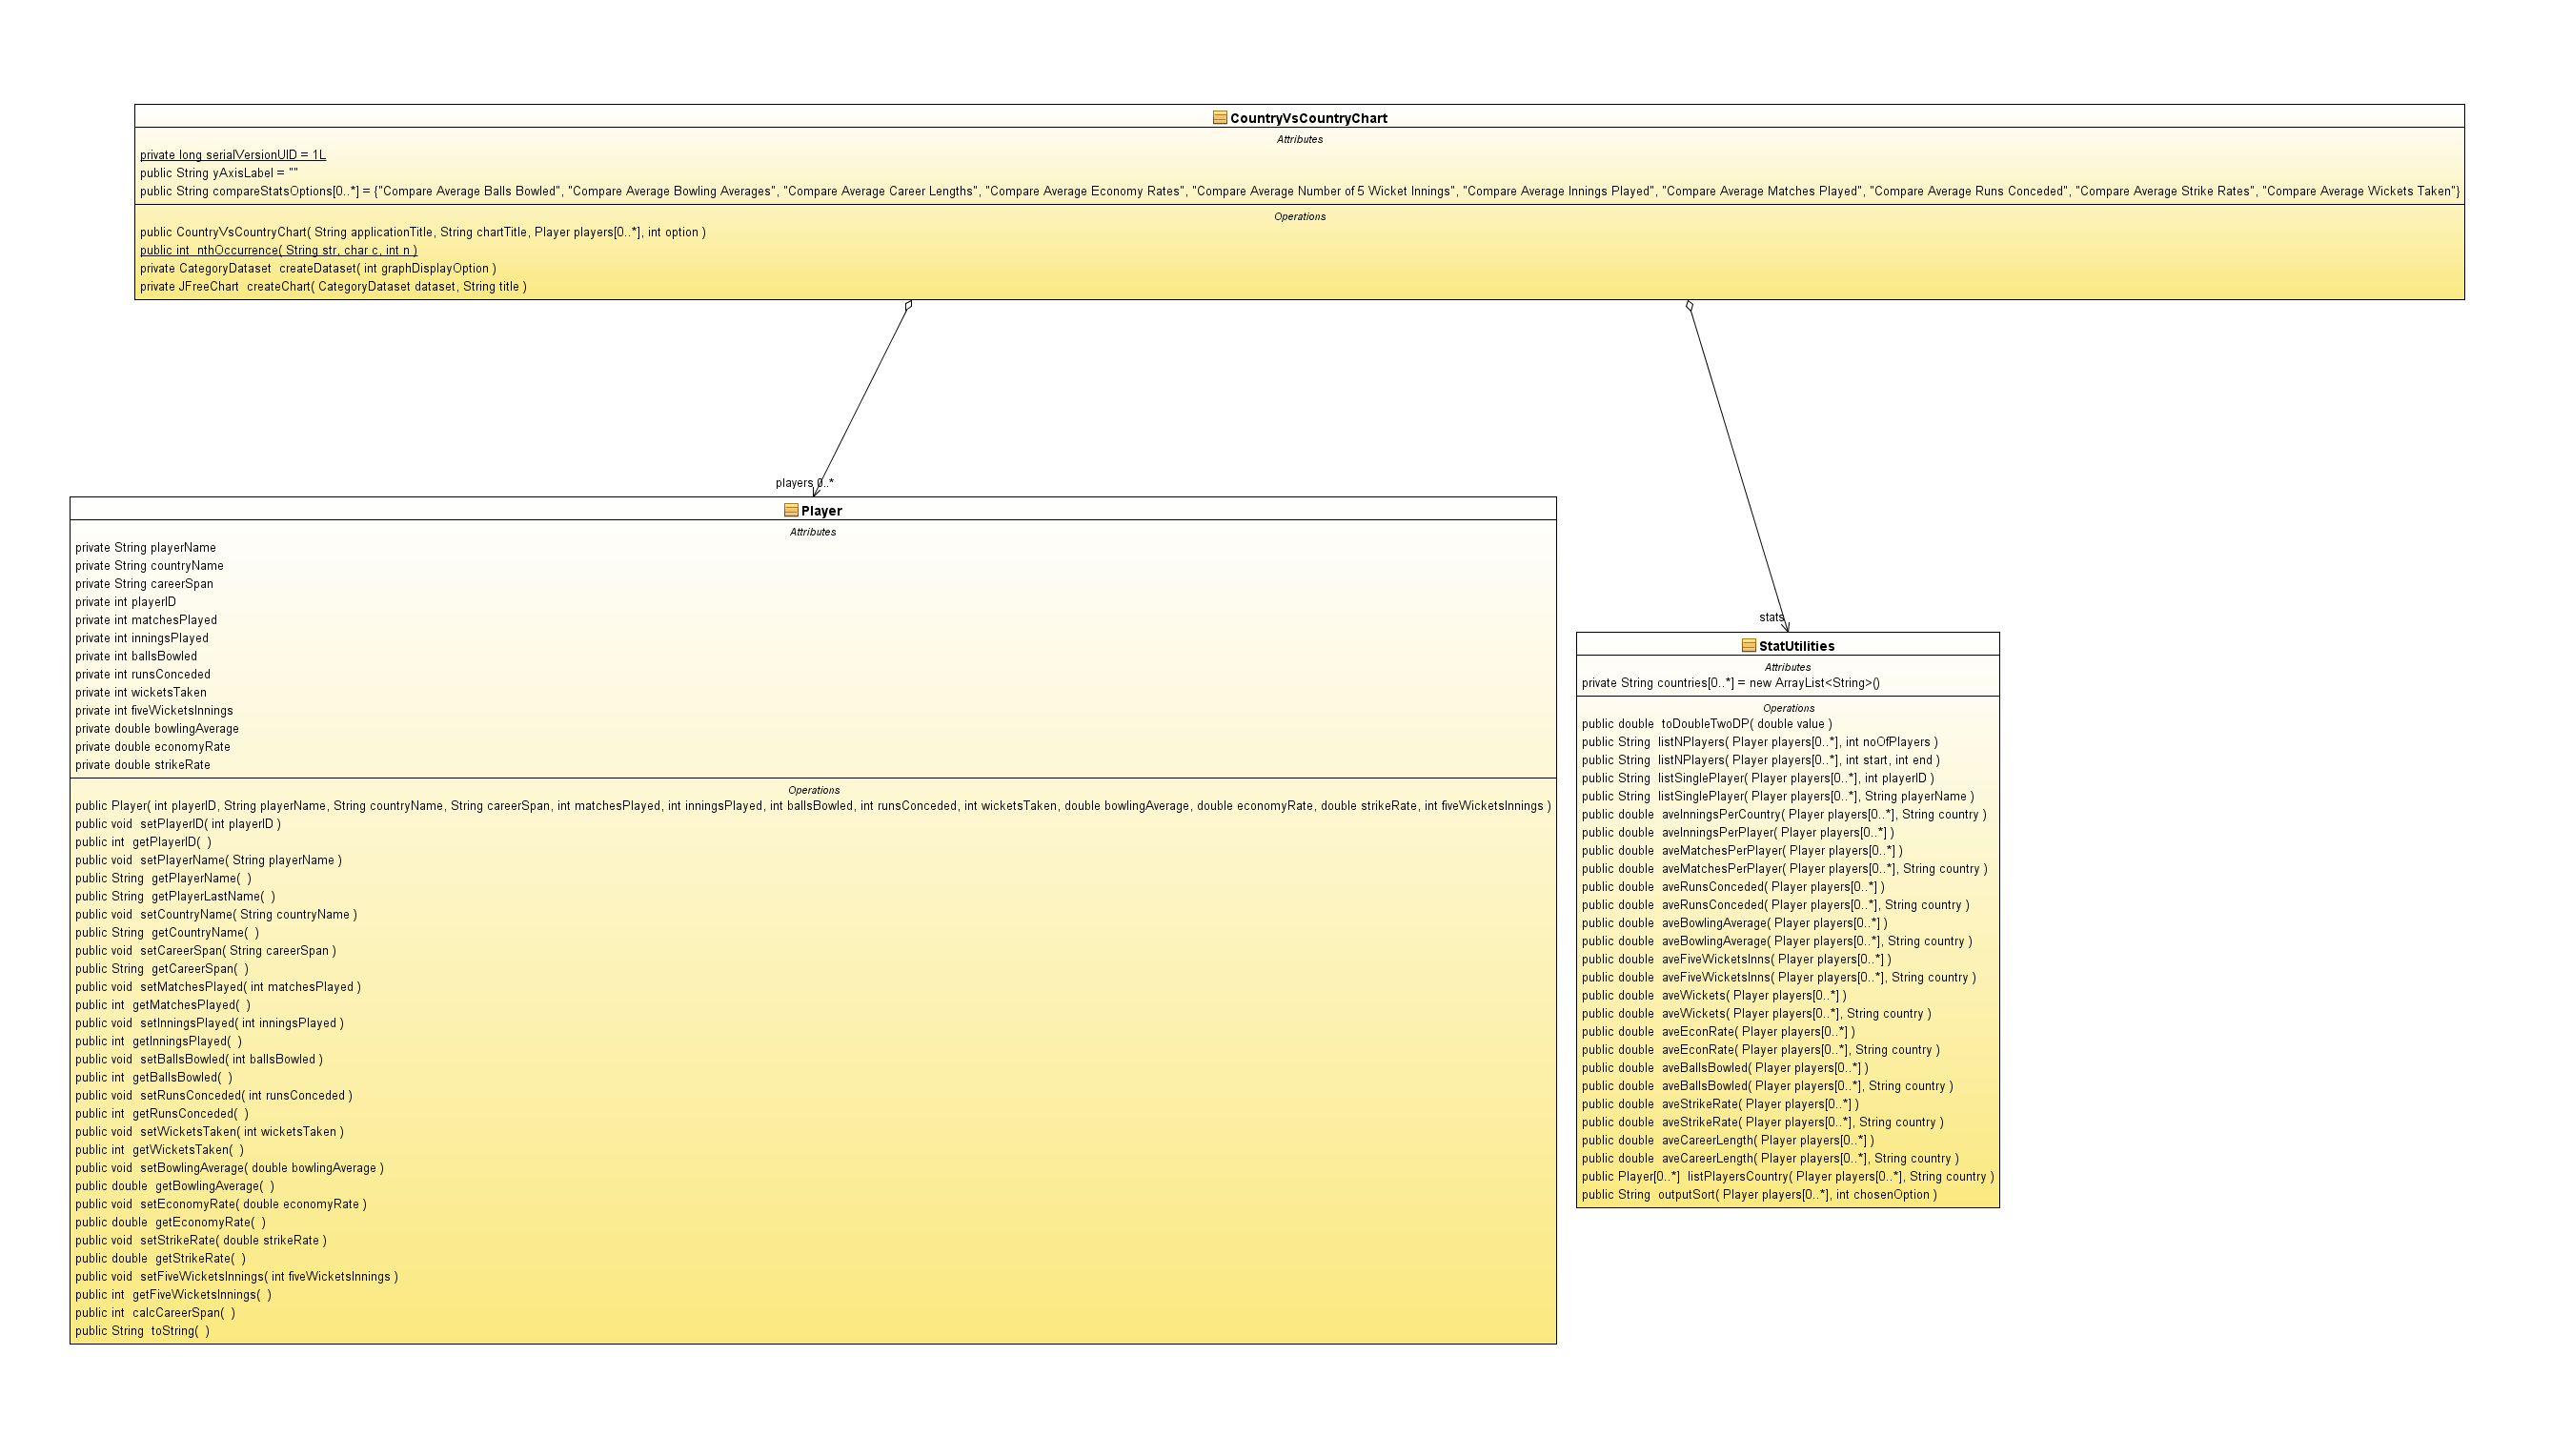 CountryVsCountryChart
Attributes
private long serialVersionUID = 1L
public String yAxisLabel = ""
public String compareStatsOptions[0..*] = {"Compare Average Balls Bowled", "Compare Average Bowling Averages", "Compare Average Career Lengths", "Compare Average Economy Rates", "Compare Average Number of 5 Wicket Innings", "Compare Average Innings Played", "Compare Average Matches Played", "Compare Average Runs Conceded", "Compare Average Strike Rates", "Compare Average Wickets Taken"}
Operations
public CountryVsCountryChart( String applicationTitle, String chartTitle, Player players[0..*], int option )
public int nthOccurrence( String str, char c, int n )
private CategoryDataset createDataset( int graphDisplayOption )
private JFreeChart createChart( CategoryDataset dataset, String title )
players 0..*
Player
Attributes
private String playerName
private String countryName
private String careerSpan
private int playerID
private int matchesPlayed
private int inningsPlayed
private int ballsBowled
private int runsConceded
private int wicketsTaken
private int fiveWicketsInnings
private double bowlingAverage
private double economyRate
private double strikeRate
Operations
public Player( int playerID, String playerName, String countryName, String careerSpan, int matchesPlayed, int inningsPlayed, int ballsBowled, int runsConceded, int wicketsTaken, double bowlingAverage, double economyRate, double strikeRate, int fiveWicketsInnings )
public void setPlayerID( int playerID )
public int getPlayerID( )
public void setPlayerName( String playerName )
public String getPlayerName( )
public String getPlayerLastName( )
public void setCountryName( String countryName )
public String getCountryName( )
public void setCareerSpan( String careerSpan )
public String getCareerSpan( )
public void setMatchesPlayed( int matchesPlayed )
public int getMatchesPlayed( )
public void setInningsPlayed( int inningsPlayed )
public int getInningsPlayed( )
public void setBallsBowled( int ballsBowled )
public int getBallsBowled( )
public void setRunsConceded( int runsConceded )
public int getRunsConceded( )
public void setWicketsTaken( int wicketsTaken )
public int getWicketsTaken( )
public void setBowlingAverage( double bowlingAverage )
public double getBowlingAverage( )
public void setEconomyRate( double economyRate )
public double getEconomyRate( )
public void setStrikeRate( double strikeRate )
public double getStrikeRate( )
public void setFiveWicketsInnings( int fiveWicketsInnings )
public int getFiveWicketsInnings( )
public int calcCareerSpan( )
public String toString( )
stats
StatUtilities
Attributes
private String countries[0..*] = new ArrayList<String>()
Operations
public double toDoubleTwoDP( double value )
public String listNPlayers( Player players[0..*], int noOfPlayers )
public String listNPlayers( Player players[0..*], int start, int end )
public String listSinglePlayer( Player players[0..*], int playerID )
public String listSinglePlayer( Player players[0..*], String playerName )
public double aveInningsPerCountry( Player players[0..*], String country )
public double aveInningsPerPlayer( Player players[0..*] )
public double aveMatchesPerPlayer( Player players[0..*] )
public double aveMatchesPerPlayer( Player players[0..*], String country )
public double aveRunsConceded( Player players[0..*] )
public double aveRunsConceded( Player players[0..*], String country )
public double aveBowlingAverage( Player players[0..*] )
public double aveBowlingAverage( Player players[0..*], String country )
public double aveFiveWicketsInns( Player players[0..*] )
public double aveFiveWicketsInns( Player players[0..*], String country )
public double aveWickets( Player players[0..*] )
public double aveWickets( Player players[0..*], String country )
public double aveEconRate( Player players[0..*] )
public double aveEconRate( Player players[0..*], String country )
public double aveBallsBowled( Player players[0..*] )
public double aveBallsBowled( Player players[0..*], String country )
public double aveStrikeRate( Player players[0..*] )
public double aveStrikeRate( Player players[0..*], String country )
public double aveCareerLength( Player players[0..*] )
public double aveCareerLength( Player players[0..*], String country )
public Player[0..*] listPlayersCountry( Player players[0..*], String country )
public String outputSort( Player players[0..*], int chosenOption )